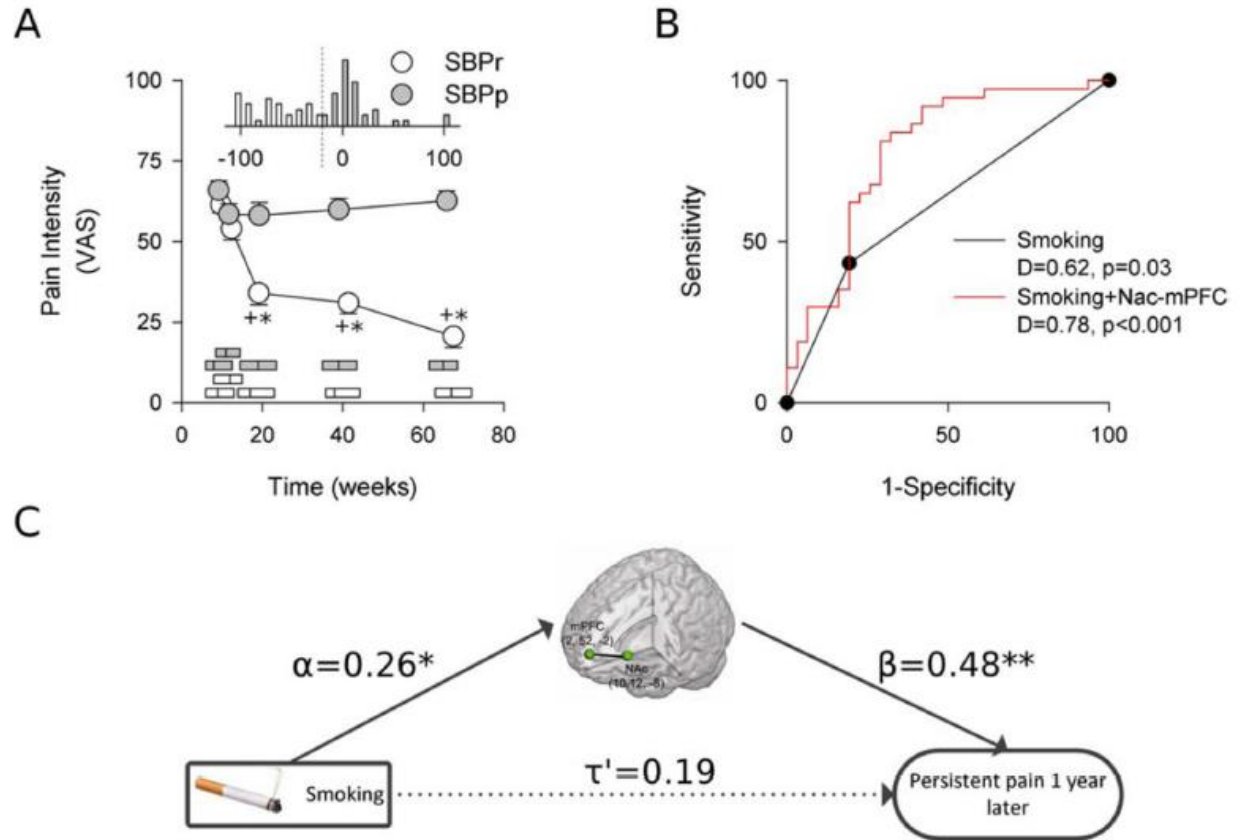 A
SBPr
SBPp
100
75
50
25
0
-100
0
100
Pain Intensity
(VAS)
+*
+*
+*
0
20
40
60
80
Time (weeks)
B
100
50
0
Sensitivity
Smoking
D=0.62, p=0.03
Smoking+Nac-mPFC
D=0.78, p<0.001
0
50
100
1-Specificity
C
mPFC
(2, 52, -2)
NAc
(10,12, -8)
α=0.26*
β=0.48**
τ'=0.19
Smoking
Persistent pain 1 year
later